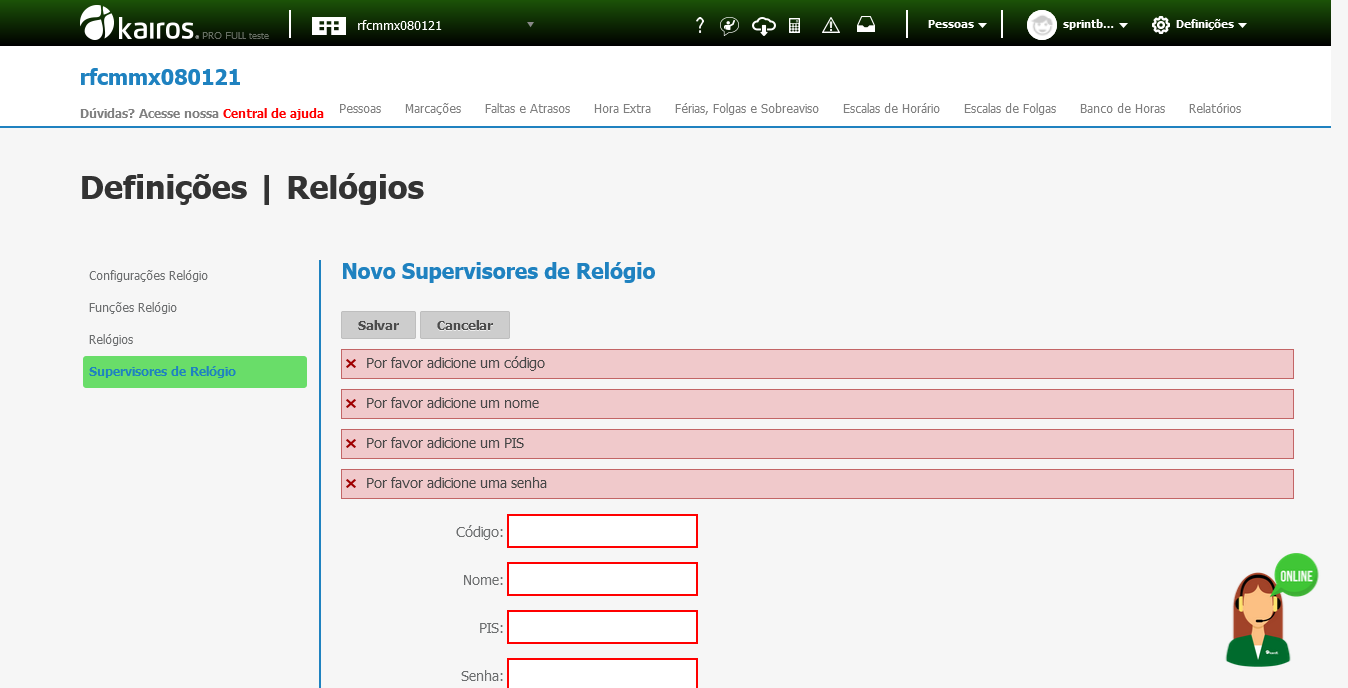 kairos. PRO FULL teste
rfcmmx080121
?
Pessoas
sprintb...
Definições
rfcmmx080121
Dúvidas? Acesse nossa Central de ajuda
Pessoas
Marcações
Faltas e Atrasos
Hora Extra
Férias, Folgas e Sobreaviso
Escalas de Horário
Escalas de Folgas
Banco de Horas
Relatórios
Definições | Relógios
Configurações Relógio
Funções Relógio
Relógios
Supervisores de Relógio
Novo Supervisores de Relógio
Salvar
Cancelar
Por favor adicione um código
Por favor adicione um nome
Por favor adicione um PIS
Por favor adicione uma senha
Código:
Nome:
PIS:
Senha:
ONLINE